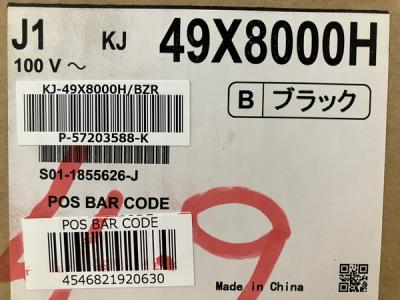 J1 KJ 49X8000H
100 V ～
KJ-49X8000H/BZR
B ブラック
P-57203588-K
S01-1855626-J
POS BAR CODE
POS BAR CODE
4546821920630
49
Made in China